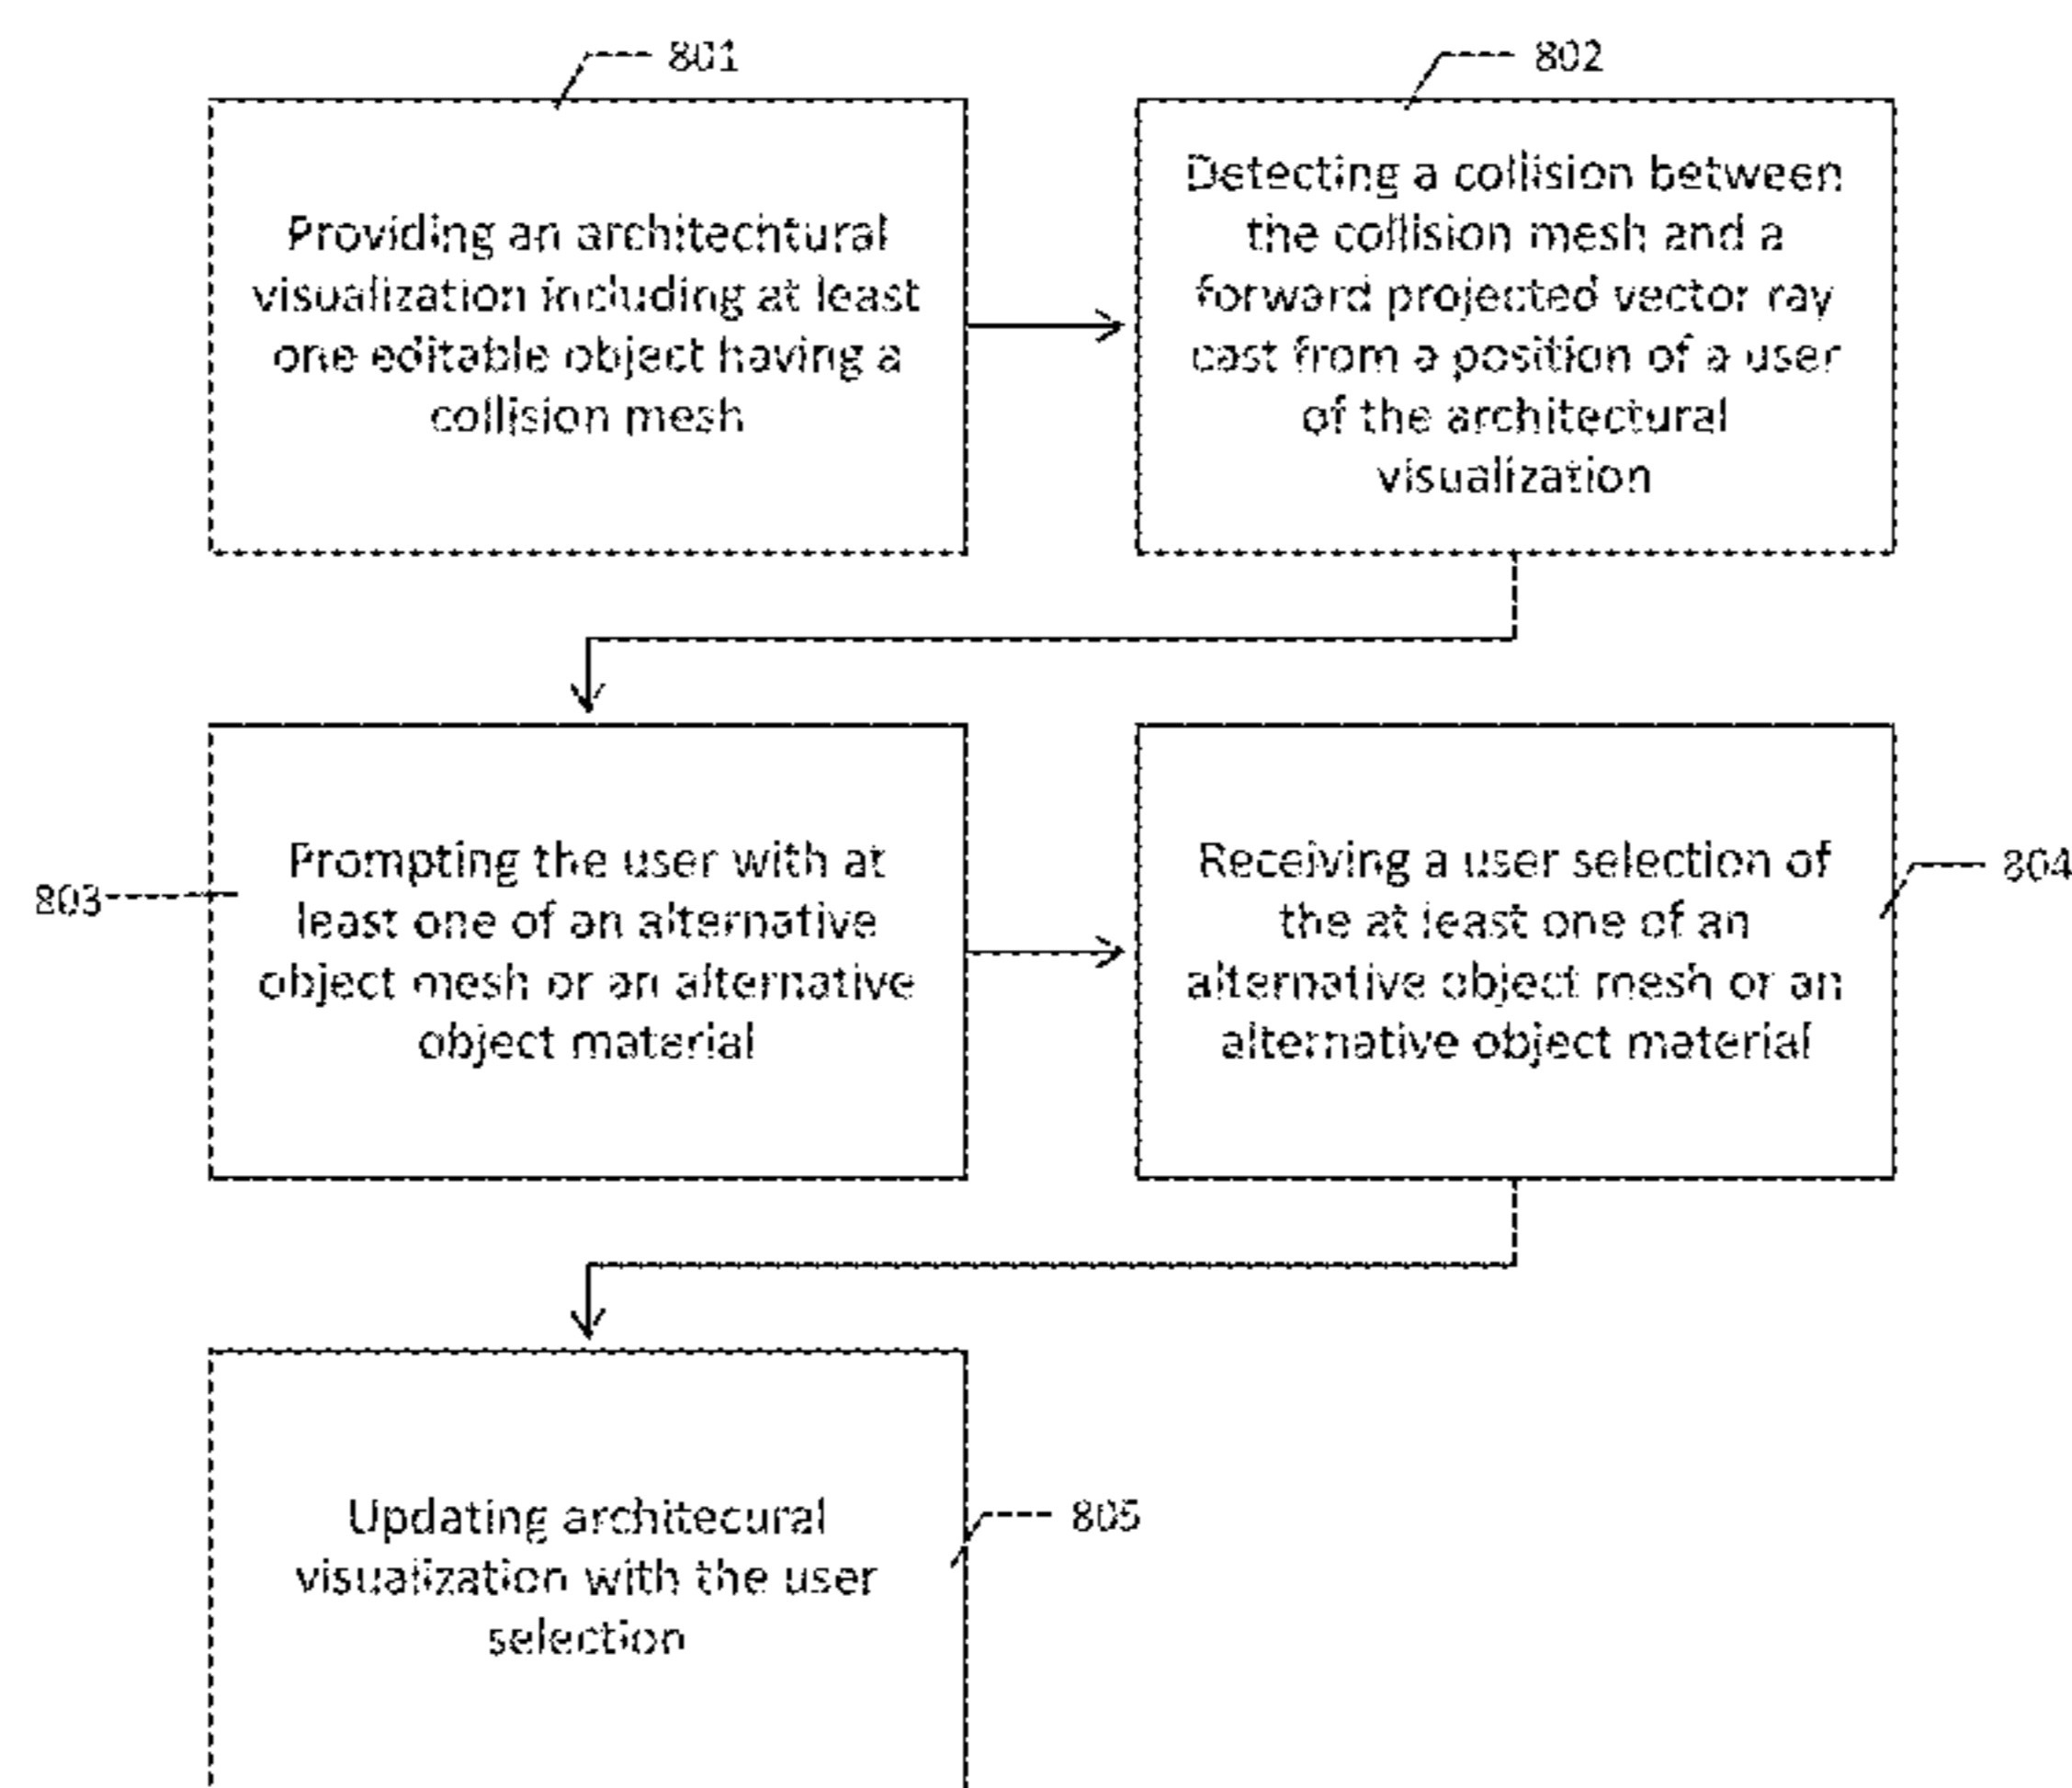 801
802
Providing an architechtural
visualization including at least
one editable object having a
collision mesh
Detecting a collision between
the collision mesh and a
forward projected vector ray
cast from a position of a user
of the architectural
visualization
803
Prompting the user with at
least one of an alternative
object mesh or an alternative
object material
Receiving a user selection of
the at least one of an
alternative object mesh or an
alternative object material
804
Updating architecural
visualization with the user
selection
805